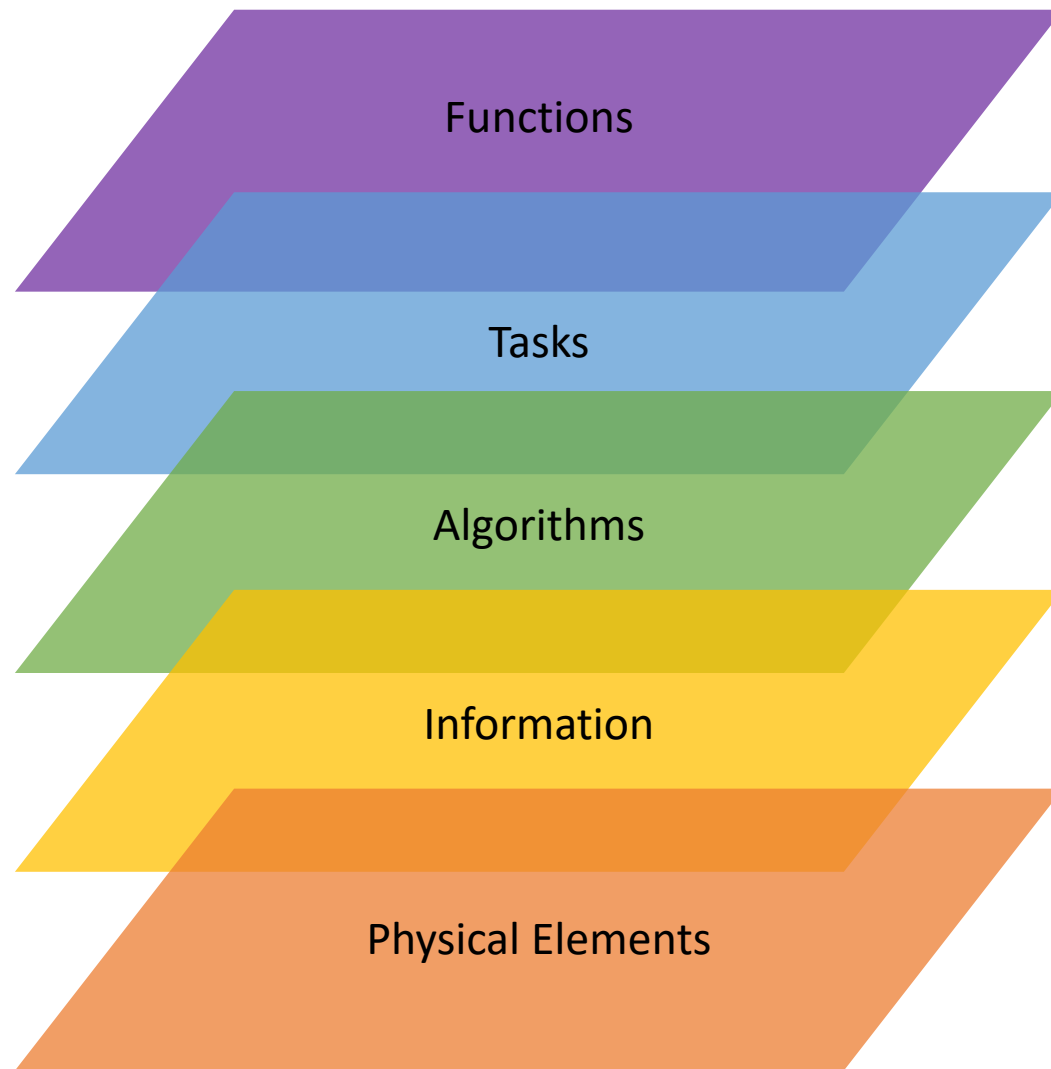 Functions
Tasks
Algorithms
Information
Physical Elements